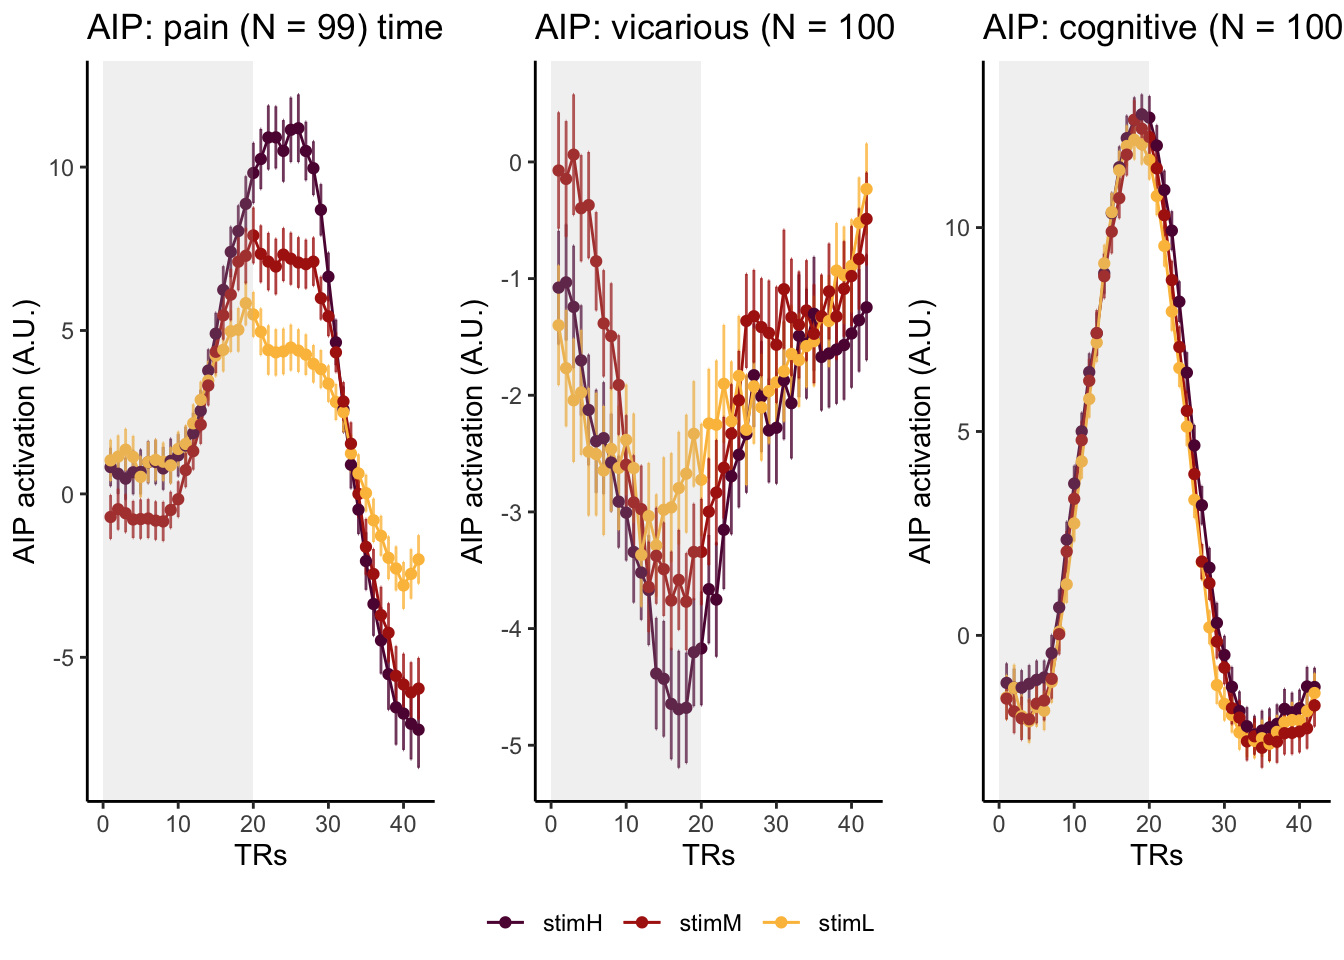 AIP: pain (N = 99) time
AIP activation (A.U.)
10
5
0
-5
0 10 20 30 40
TRs
AIP: vicarious (N = 100
AIP activation (A.U.)
0
-1
-2
-3
-4
-5
0 10 20 30 40
TRs
AIP: cognitive (N = 100
AIP activation (A.U.)
10
5
0
0 10 20 30 40
TRs
stimH stimM stimL